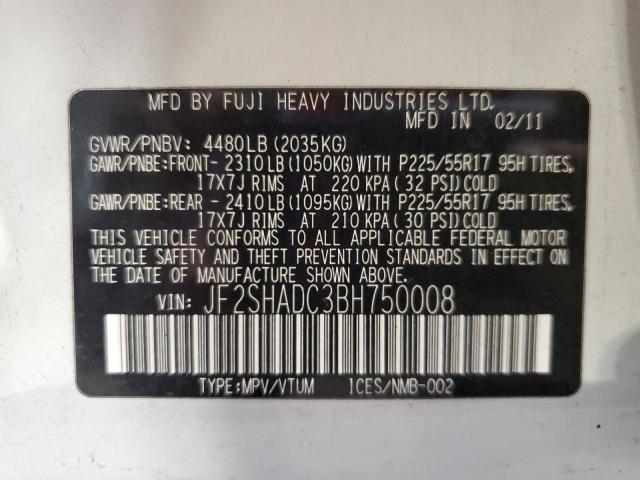 MFD BY FUJI HEAVY INDUSTRIES LTD.
MFD IN 02/11
GVWR/PNBV: 4480LB (2035KG)
GAWR/PNBE:FRONT- 2310LB(1050KG)WITH P225/55R17 95H TIRES,
17X7J RIMS AT 220 KPA( 32 PSI)COLD
GAWR/PNBE:REAR - 2410LB(1095KG)WITH P225/55R17 95H TIRES,
17X7J RIMS AT 210 KPA( 30 PSI)COLD
THIS VEHICLE CONFORMS TO ALL APPLICABLE FEDERAL MOTOR
VEHICLE SAFETY AND THEFT PREVENTION STANDARDS IN EFFECT ON
THE DATE OF MANUFACTURE SHOWN ABOVE.
VIN: JF2SHADC3BH750008
TYPE:MPV/VTUM ICES/NMB-002